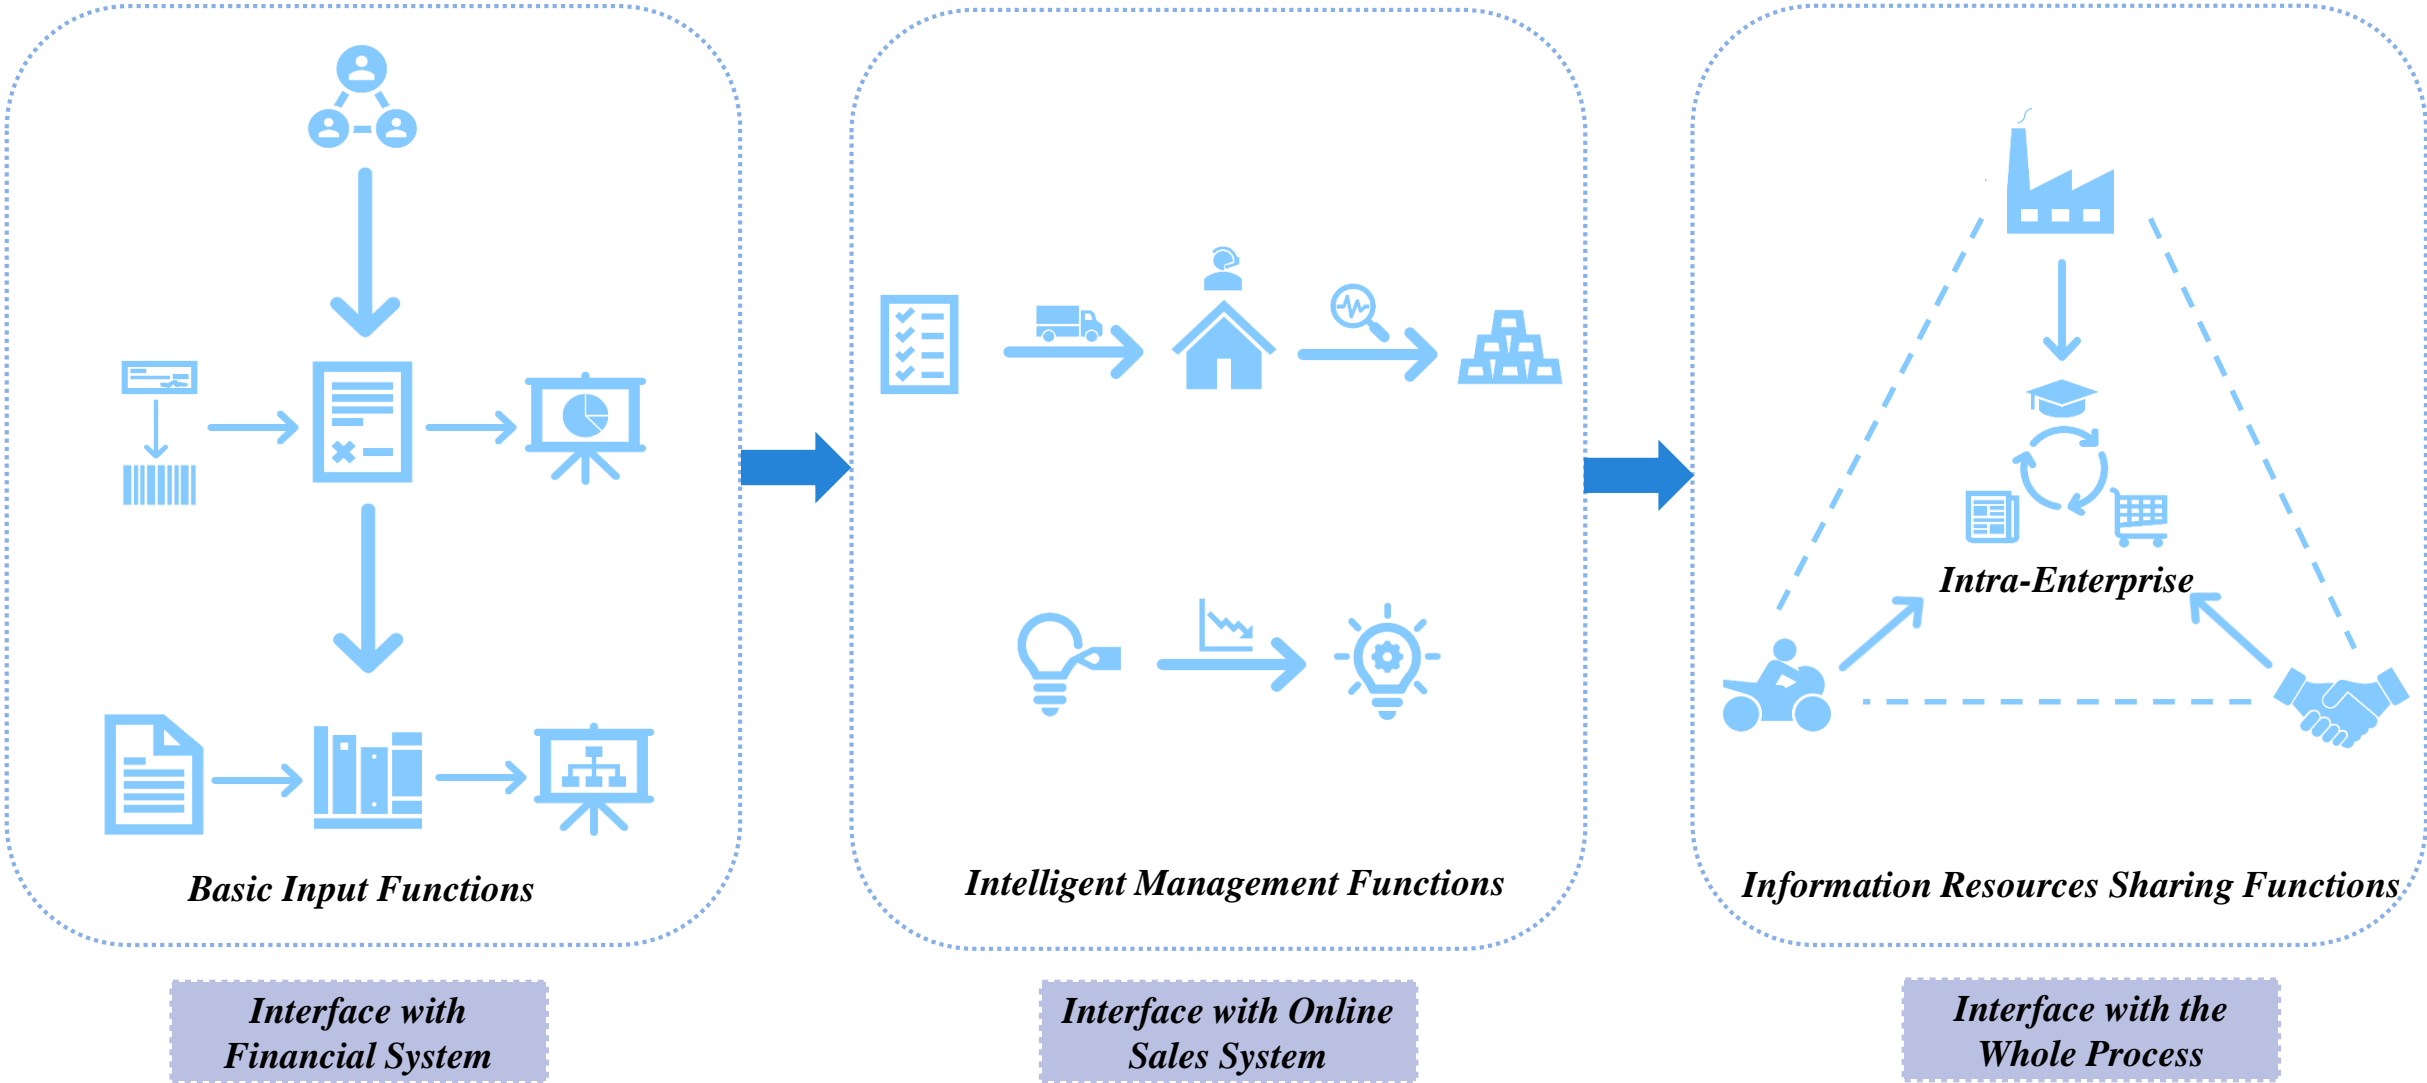 Intra-Enterprise
Basic Input Functions
Intelligent Management Functions
Information Resources Sharing Functions
Interface with
Financial System
Interface with Online
Sales System
Interface with the
Whole Process